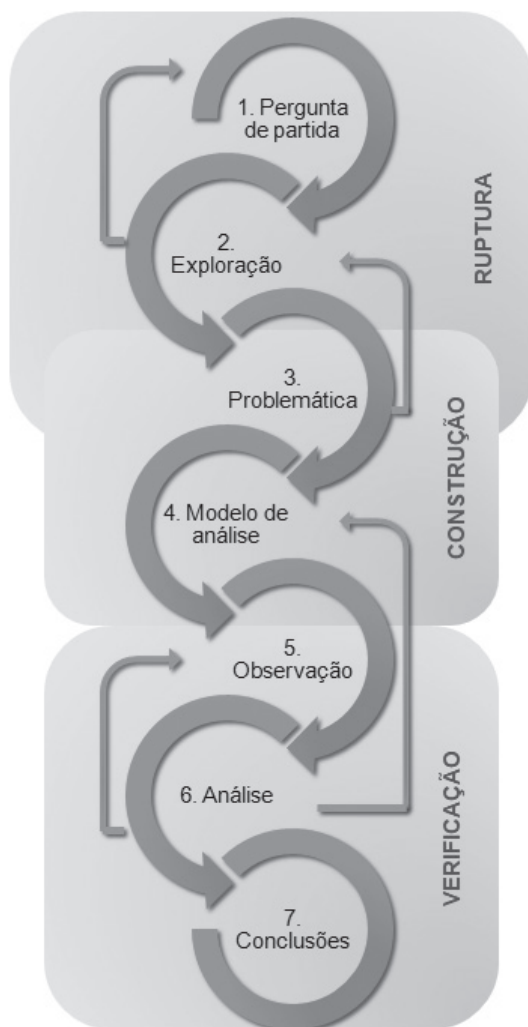 1. Pergunta
de partida
2.
Exploração
RUPTURA
3.
Problemática
4. Modelo de
análise
CONSTRUÇÃO
5.
Observação
6. Análise
7.
Conclusões
VERIFICAÇÃO